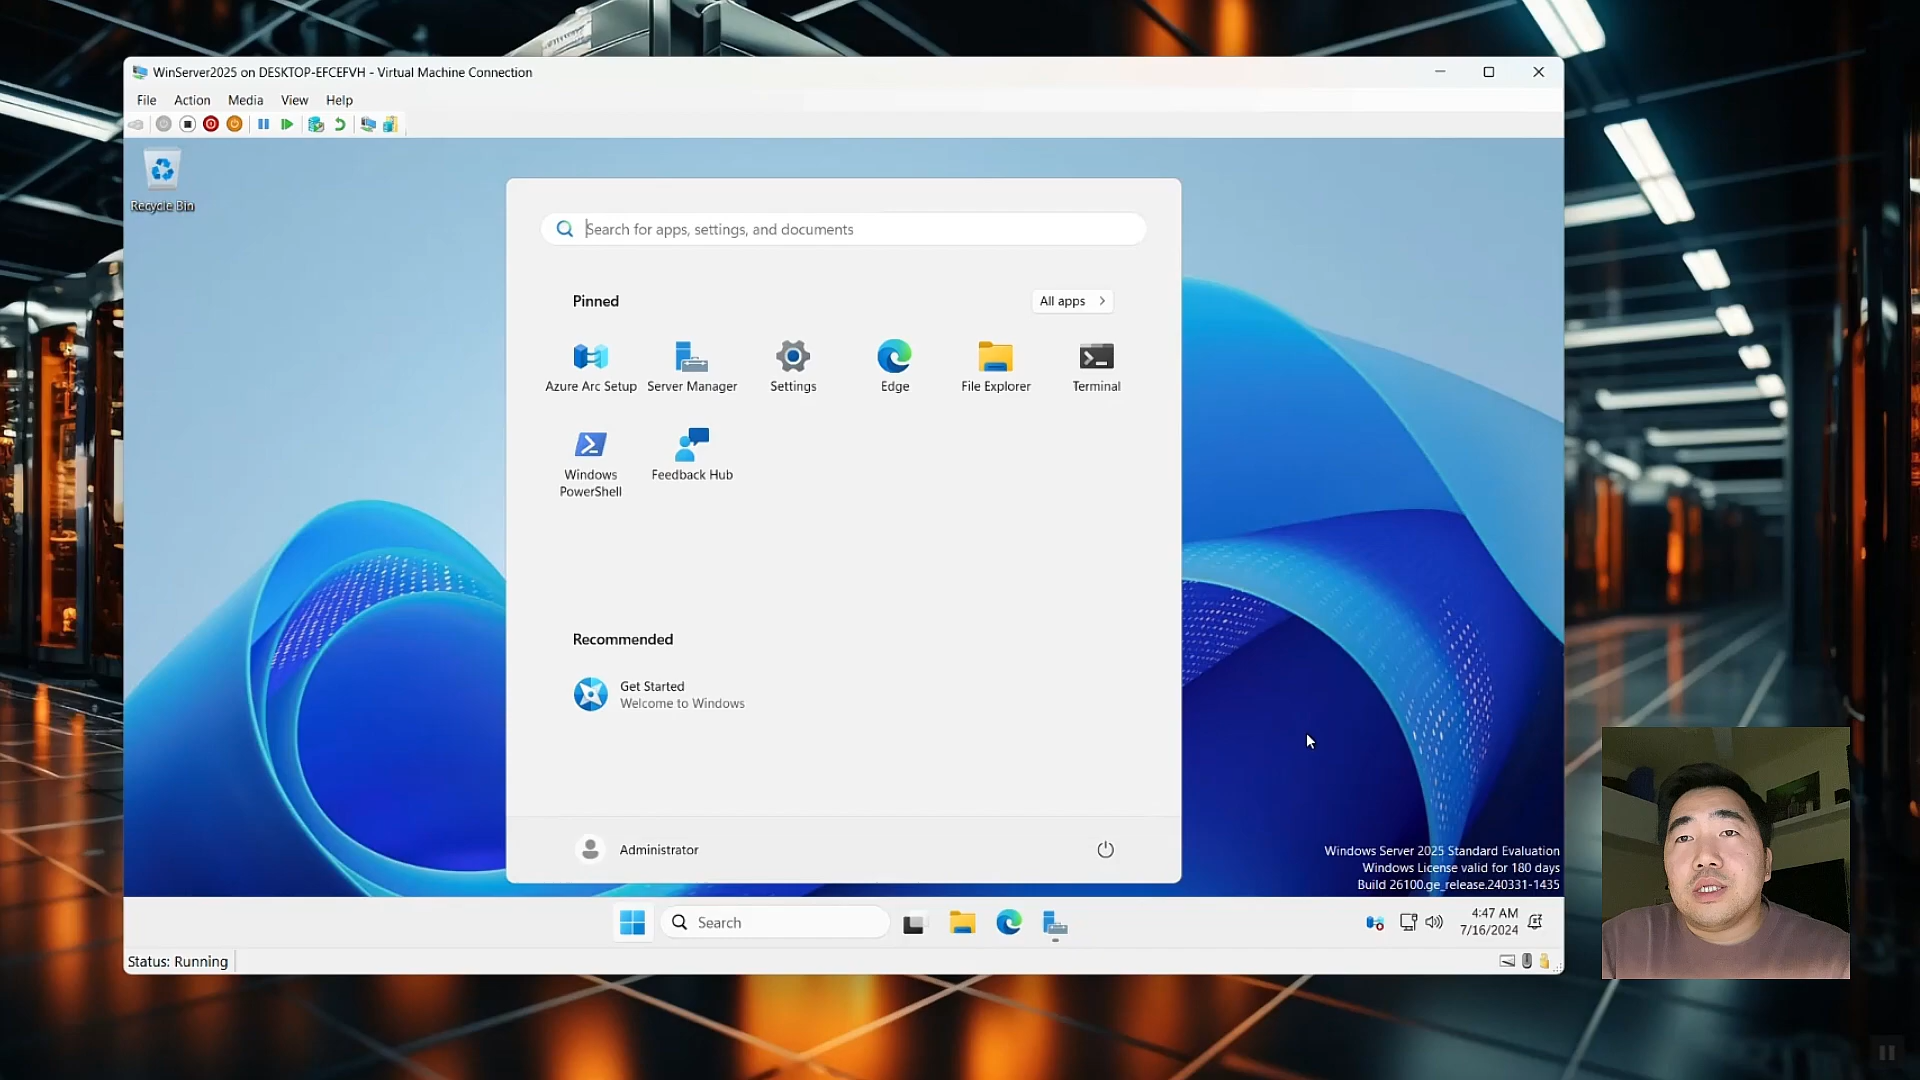 WinServer2025 on DESKTOP-EFCEFVH - Virtual Machine Connection
File Action Media View Help
Recycle Bin
Search for apps, settings, and documents
Pinned
All apps
Azure Arc Setup
Server Manager
Settings
Edge
File Explorer
Terminal
Windows
PowerShell
Feedback Hub
Recommended
Get Started
Welcome to Windows
Administrator
Windows Server 2025 Standard Evaluation
Windows License valid for 180 days
Build 26100.ge_release.240331-1435
Search
4:47 AM
7/16/2024
Status: Running